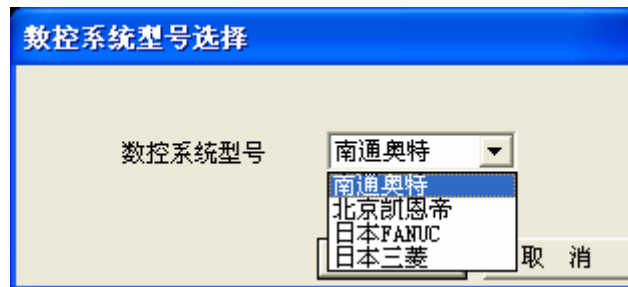 数控系统型号选择
数控系统型号
南通奥特
南通奥特
北京凯恩帝
日本FANUC
日本三菱
取 消